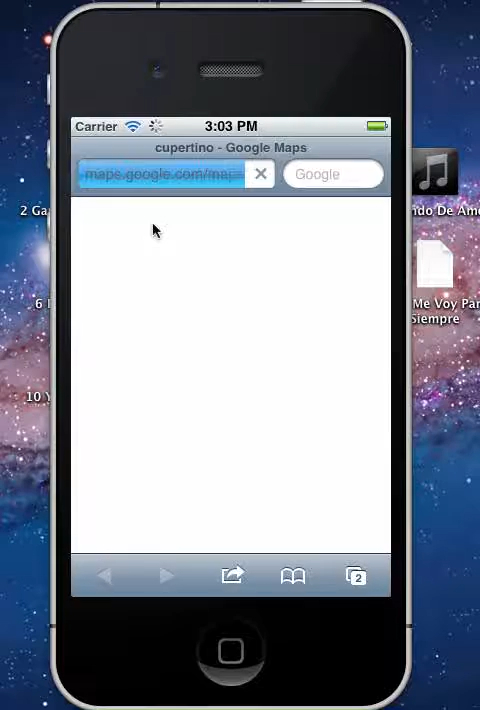 Carrier 3:03 PM
cupertino - Google Maps
maps.google.com/maps
Google
2 Ga
ndo De Am
6
Me Voy Par
Siempre
10 Y
2